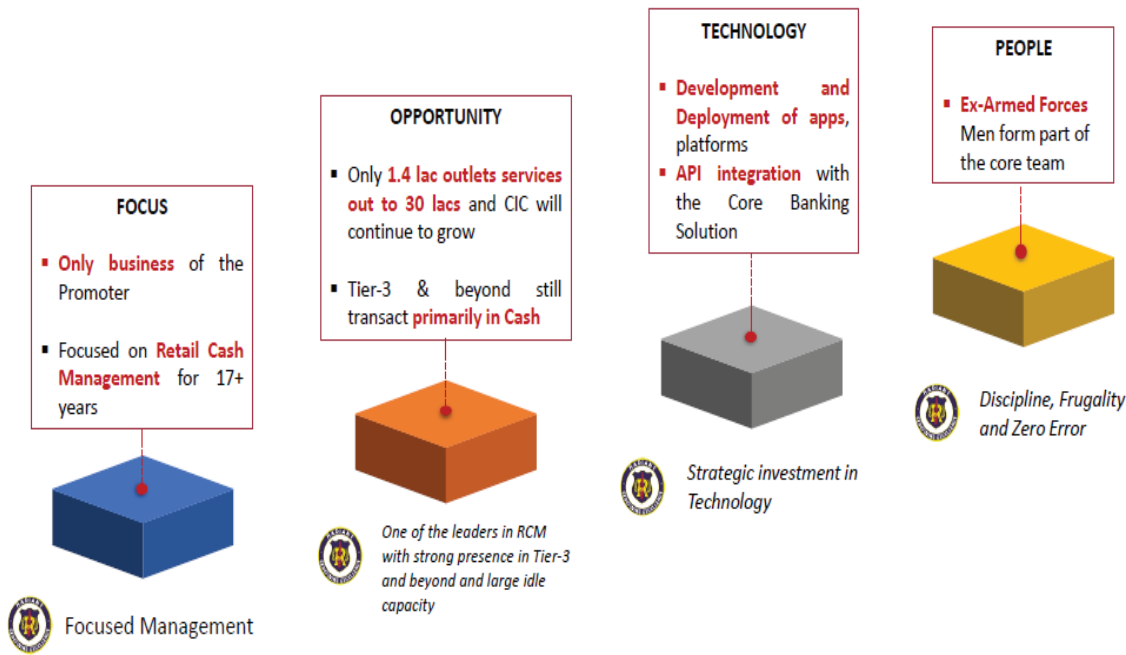 FOCUS
▪ Only business of the
Promoter
▪ Focused on Retail Cash
Management for 17+
years
Focused Management
OPPORTUNITY
▪ Only 1.4 lac outlets services
out to 30 lacs and CIC will
continue to grow
▪ Tier-3 & beyond still
transact primarily in Cash
One of the leaders in RCM
with strong presence in Tier-3
and beyond and large idle
capacity
TECHNOLOGY
▪ Development and
Deployment of apps,
platforms
▪ API integration with
the Core Banking
Solution
Strategic investment in
Technology
PEOPLE
▪ Ex-Armed Forces
Men form part of
the core team
Discipline, Frugality
and Zero Error
RADIANT